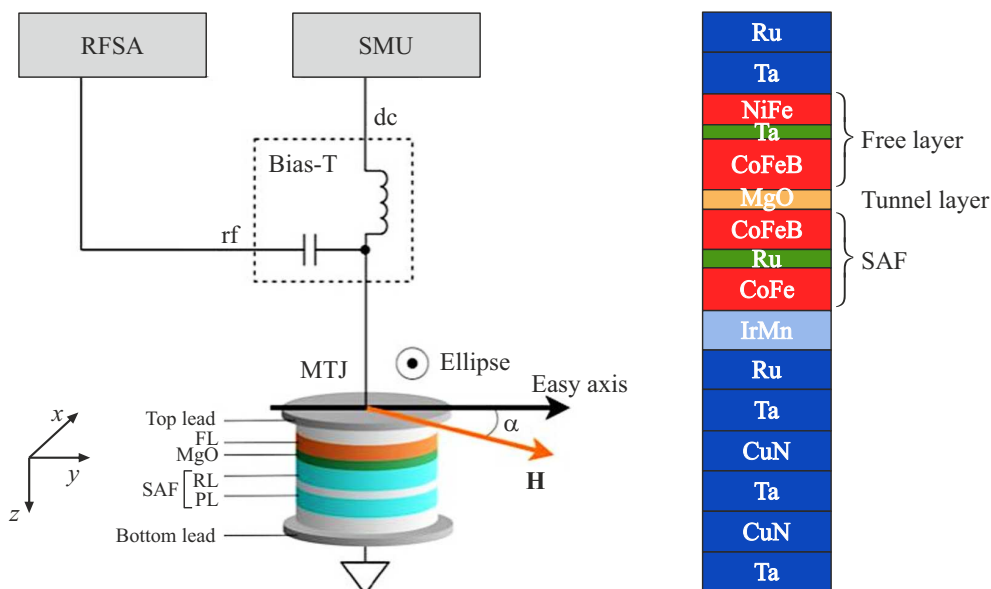 RFSA
SMU
dc
Bias-T
rf
MTJ
Ellipse
Easy axis
α
H
Top lead
FL
MgO
SAF
RL
PL
Bottom lead
x
y
z
Ru
Ta
NiFe
Ta
CoFeB
Free layer
MgO
Tunnel layer
CoFeB
Ru
CoFe
SAF
IrMn
Ru
Ta
CuN
Ta
CuN
Ta